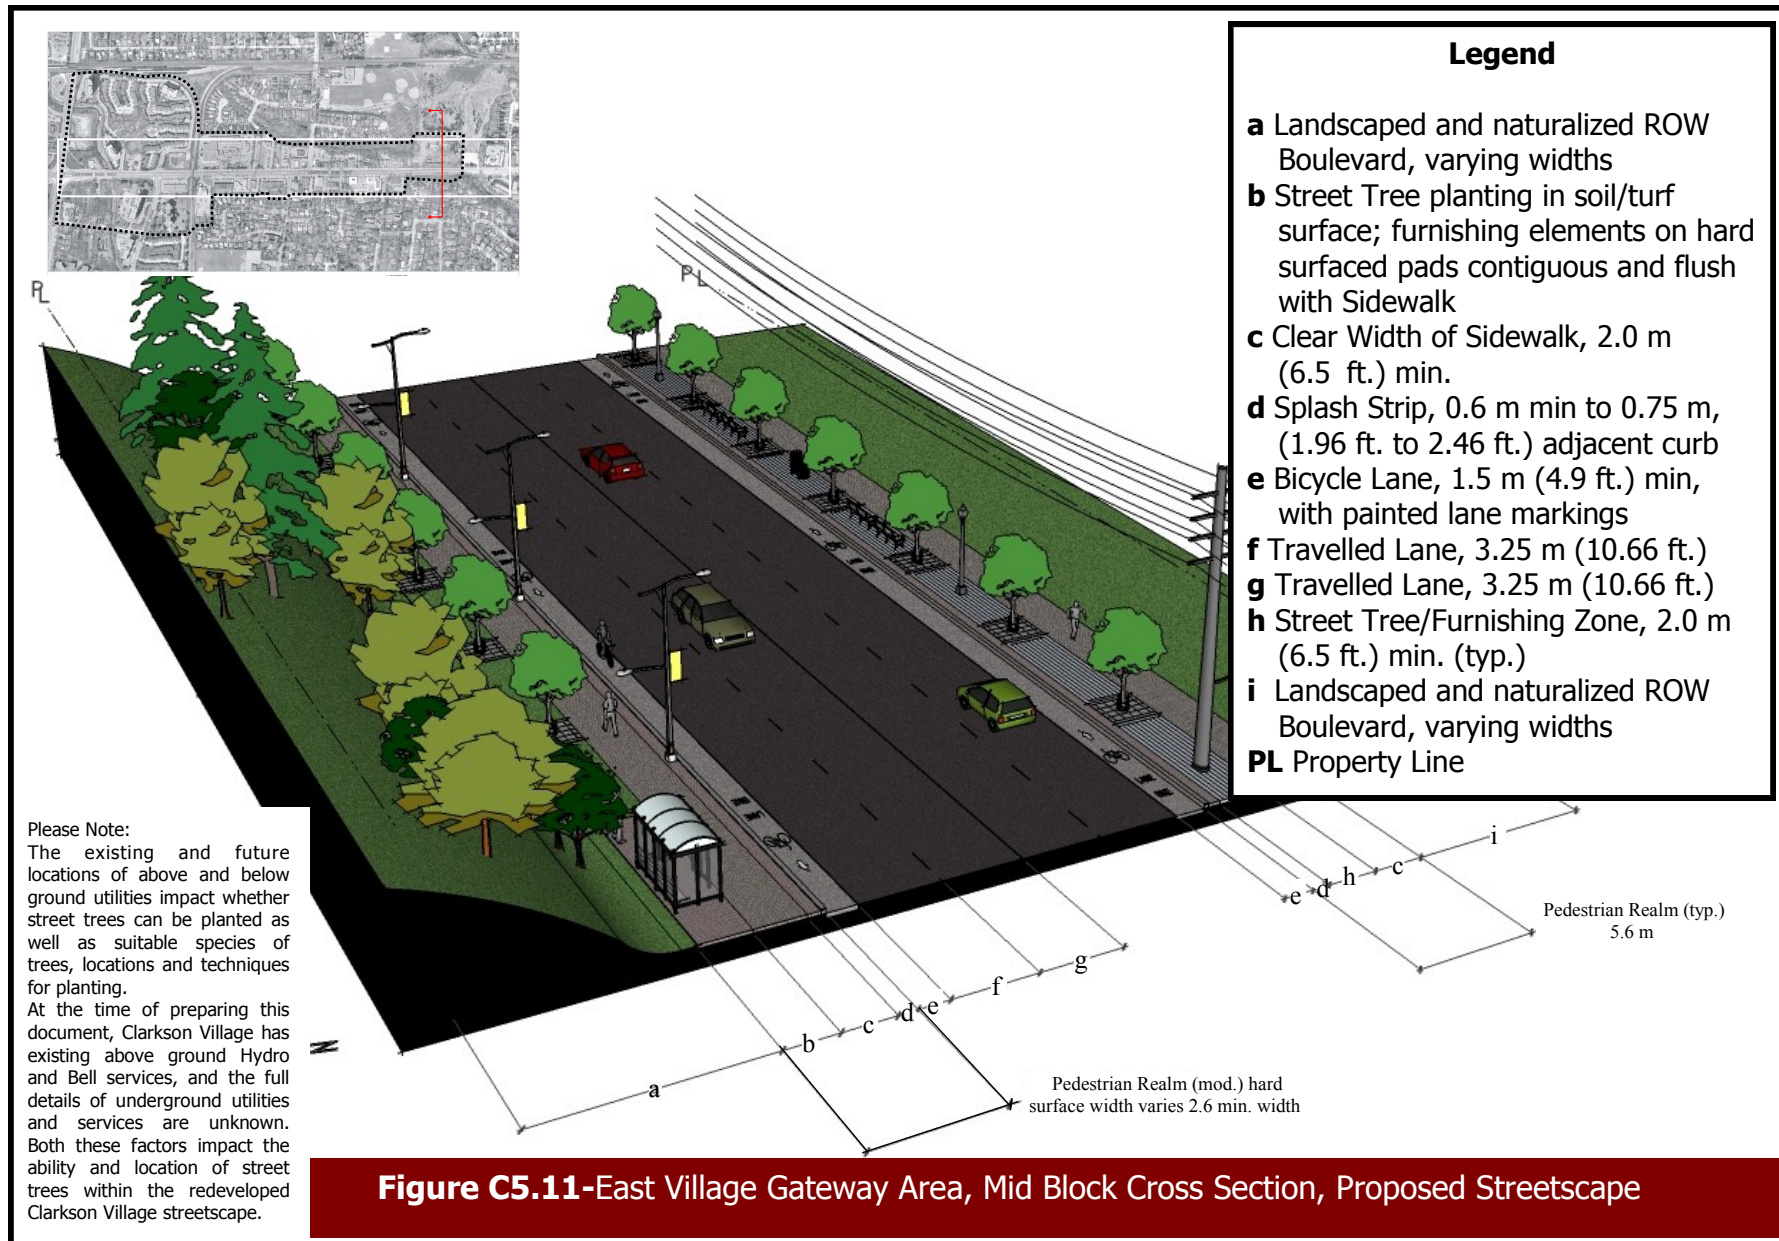 Legend
a Landscaped and naturalized ROW
Boulevard, varying widths
b Street Tree planting in soil/turf
surface; furnishing elements on hard
surfaced pads contiguous and flush
with Sidewalk
c Clear Width of Sidewalk, 2.0 m
(6.5 ft.) min.
d Splash Strip, 0.6 m min to 0.75 m,
(1.96 ft. to 2.46 ft.) adjacent curb
e Bicycle Lane, 1.5 m (4.9 ft.) min,
with painted lane markings
f Travelled Lane, 3.25 m (10.66 ft.)
g Travelled Lane, 3.25 m (10.66 ft.)
h Street Tree/Furnishing Zone, 2.0 m
(6.5 ft.) min. (typ.)
i Landscaped and naturalized ROW
Boulevard, varying widths
PL Property Line
PL
PL
i
c
h
d
e
Pedestrian Realm (typ.)
5.6 m
g
f
e
d
c
b
a
Pedestrian Realm (mod.) hard
surface width varies 2.6 min. width
N
Please Note:
The existing and future
locations of above and below
ground utilities impact whether
street trees can be planted as
well as suitable species of
trees, locations and techniques
for planting.
At the time of preparing this
document, Clarkson Village has
existing above ground Hydro
and Bell services, and the full
details of underground utilities
and services are unknown.
Both these factors impact the
ability and location of street
trees within the redeveloped
Clarkson Village streetscape.
Figure C5.11-East Village Gateway Area, Mid Block Cross Section, Proposed Streetscape